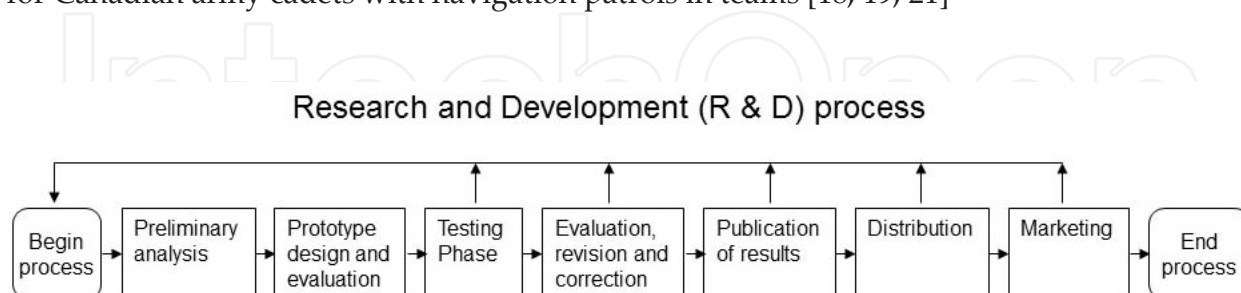 for Canadian army cadets with navigation patrols in teams [18, 19, 21]
IntechOpen
Research and Development (R & D) process
Begin
process
Preliminary
analysis
Prototype
design and
evaluation
Testing
Phase
Evaluation,
revision and
correction
Publication
of results
Distribution
Marketing
End
process